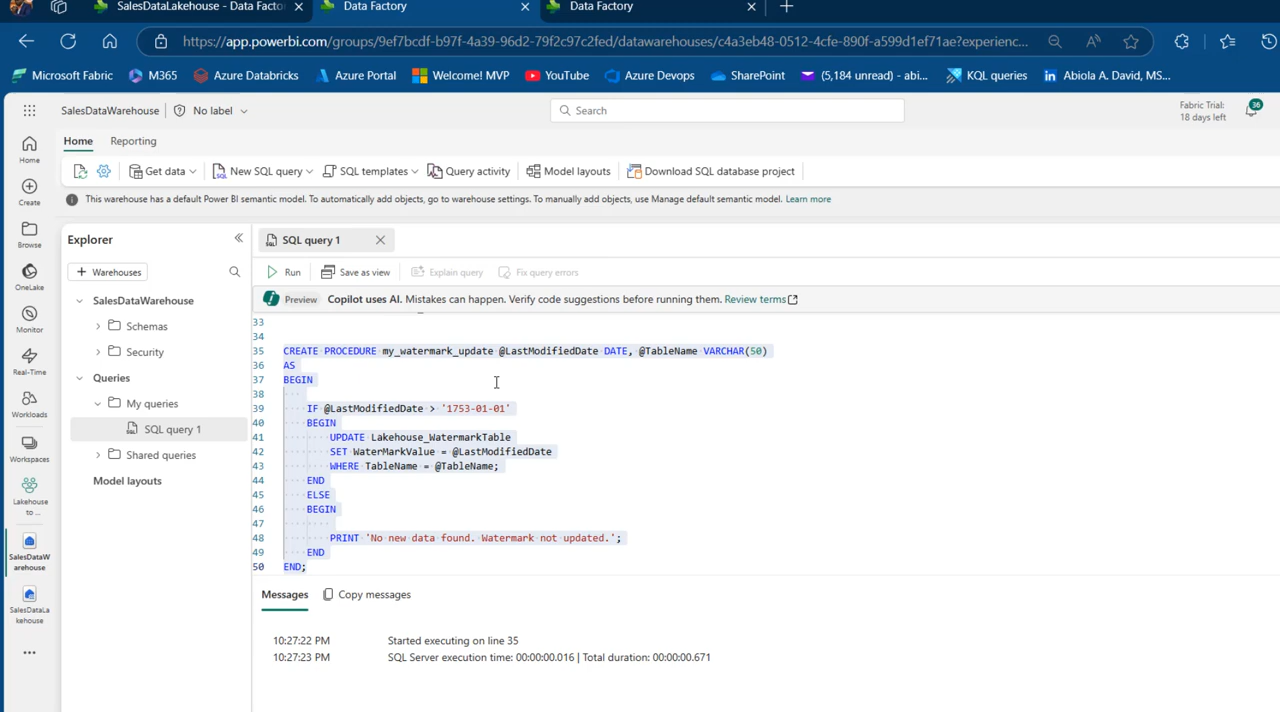 SalesDataLakehouse - Data Factor
Data Factory
Data Factory
https://app.powerbi.com/groups/9ef7bcdf-b97f-4a39-96d2-79f2c97c2fed/datawarehouses/c4a3eb48-0512-4cfe-890f-a599d1ef71ae?experienc...
Microsoft Fabric
M365
Azure Databricks
Azure Portal
Welcome! MVP
YouTube
Azure Devops
SharePoint
(5,184 unread) - abi...
KQL queries
Abiola A. David, MS...
SalesDataWarehouse
No label
Search
Fabric Trial:
18 days left
36
Home
Reporting
Get data
New SQL query
SQL templates
Query activity
Model layouts
Download SQL database project
This warehouse has a default Power BI semantic model. To automatically add objects, go to warehouse settings. To manually add objects, use Manage default semantic model. Learn more
Home
Create
Browse
OneLake
Monitor
Real-Time
Workloads
Workspaces
Lakehouse
to ...
SalesDataW
arehouse
SalesDataLa
kehouse
Explorer
+ Warehouses
SalesDataWarehouse
Schemas
Security
Queries
My queries
SQL query 1
Shared queries
Model layouts
SQL query 1
Run
Save as view
Explain query
Fix query errors
Preview
Copilot uses AI. Mistakes can happen. Verify code suggestions before running them. Review terms
33
34
35 CREATE PROCEDURE my_watermark_update @LastModifiedDate DATE, @TableName VARCHAR(50)
36 AS
37 BEGIN
38
39 IF @LastModifiedDate > '1753-01-01'
40 BEGIN
41 UPDATE Lakehouse_WatermarkTable
42 SET WaterMarkValue = @LastModifiedDate
43 WHERE TableName = @TableName;
44 END
45 ELSE
46 BEGIN
47
48 PRINT 'No new data found. Watermark not updated.';
49 END
50 END;
Messages
Copy messages
10:27:22 PM Started executing on line 35
10:27:23 PM SQL Server execution time: 00:00:00.016 | Total duration: 00:00:00.671